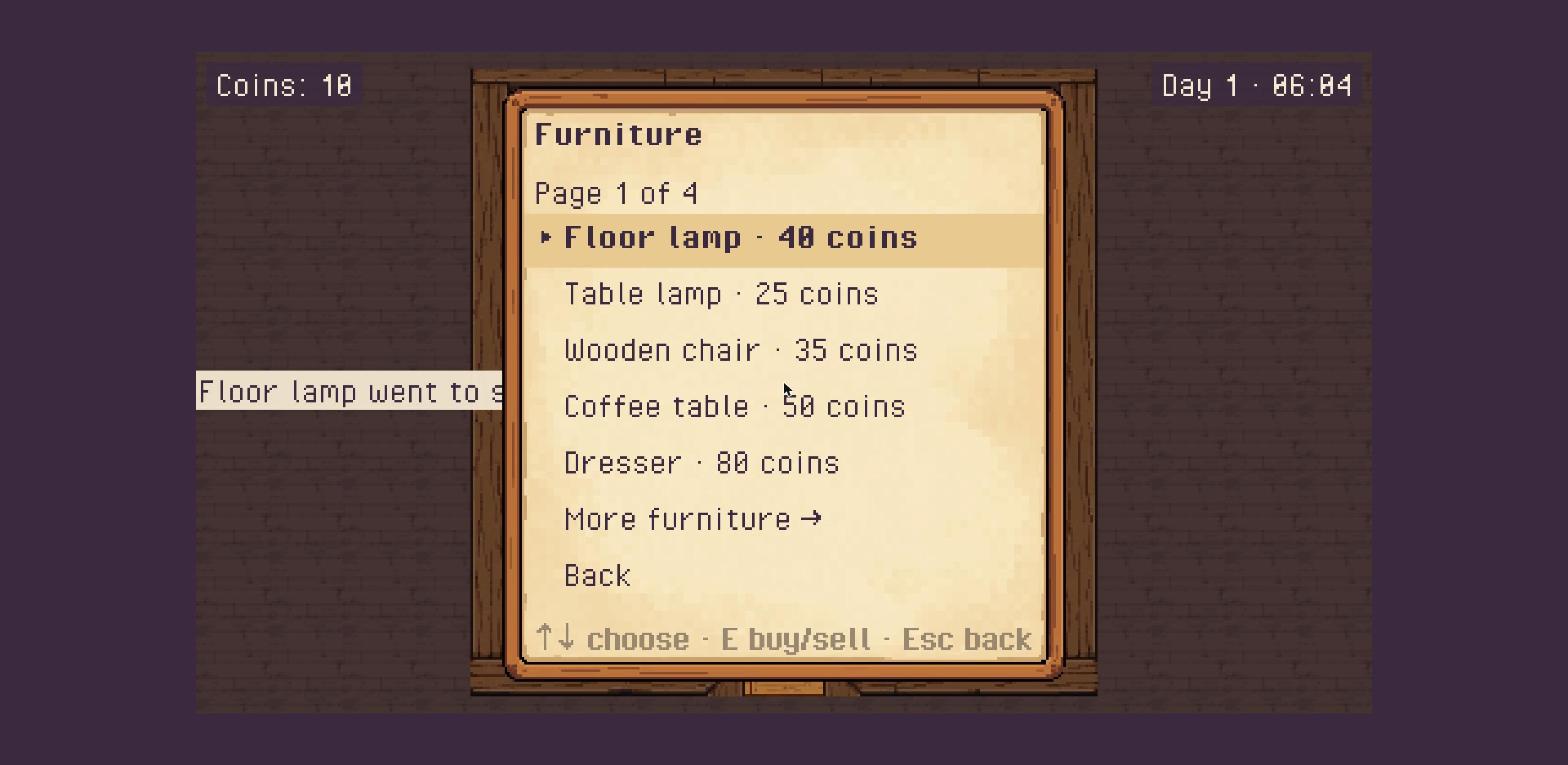 Coins: 10
Day 1 · 06:04
Furniture
Page 1 of 4
▸ Floor lamp · 40 coins
Table lamp · 25 coins
Wooden chair · 35 coins
Floor lamp went to
Coffee table · 50 coins
Dresser · 80 coins
More furniture →
Back
↑↓ choose · E buy/sell · Esc back